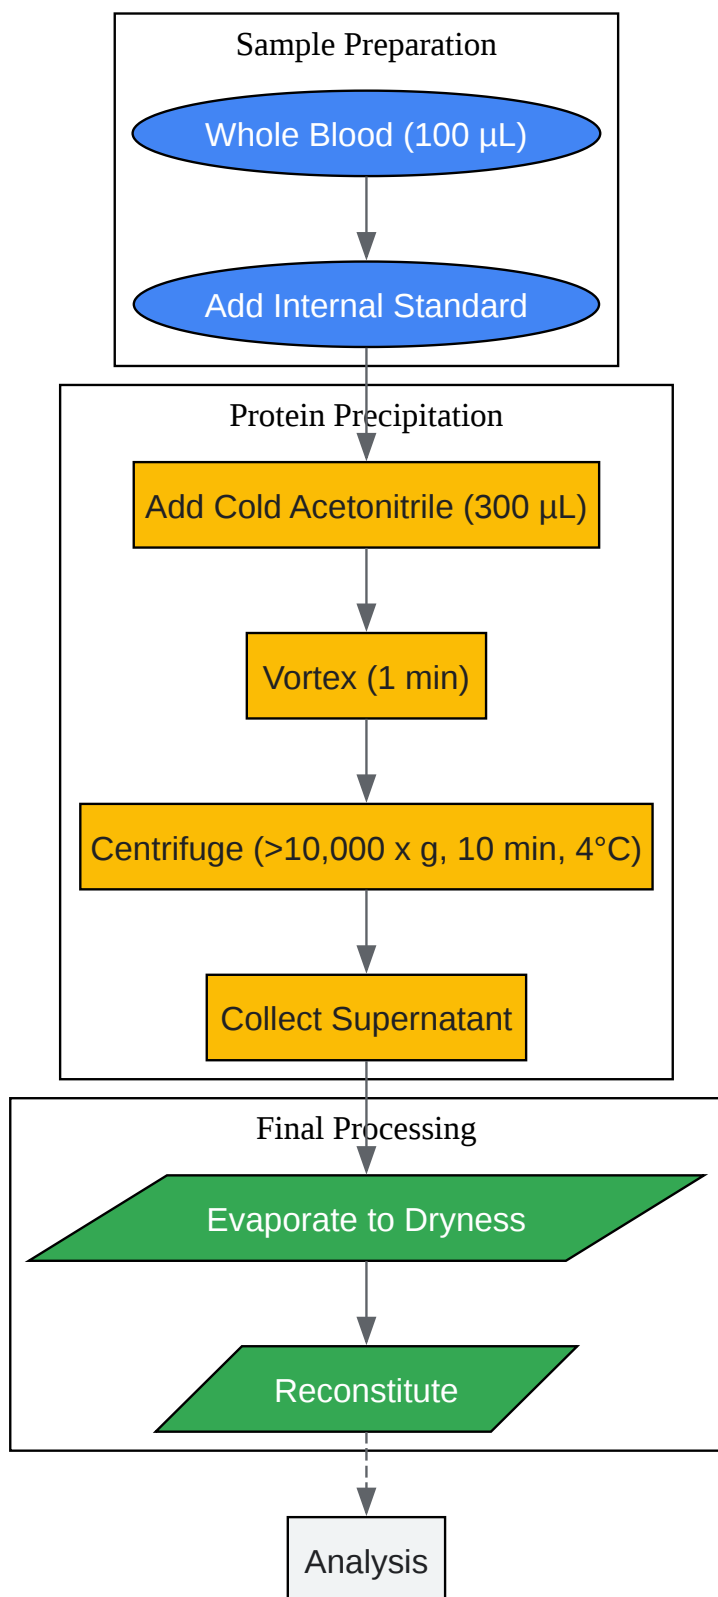 Sample Preparation
Whole Blood (100 µL)
Add Internal Standard
Protein Precipitation
Add Cold Acetonitrile (300 µL)
Vortex (1 min)
Centrifuge (>10,000 x g, 10 min, 4°C)
Collect Supernatant
Final Processing
Evaporate to Dryness
Reconstitute
Analysis